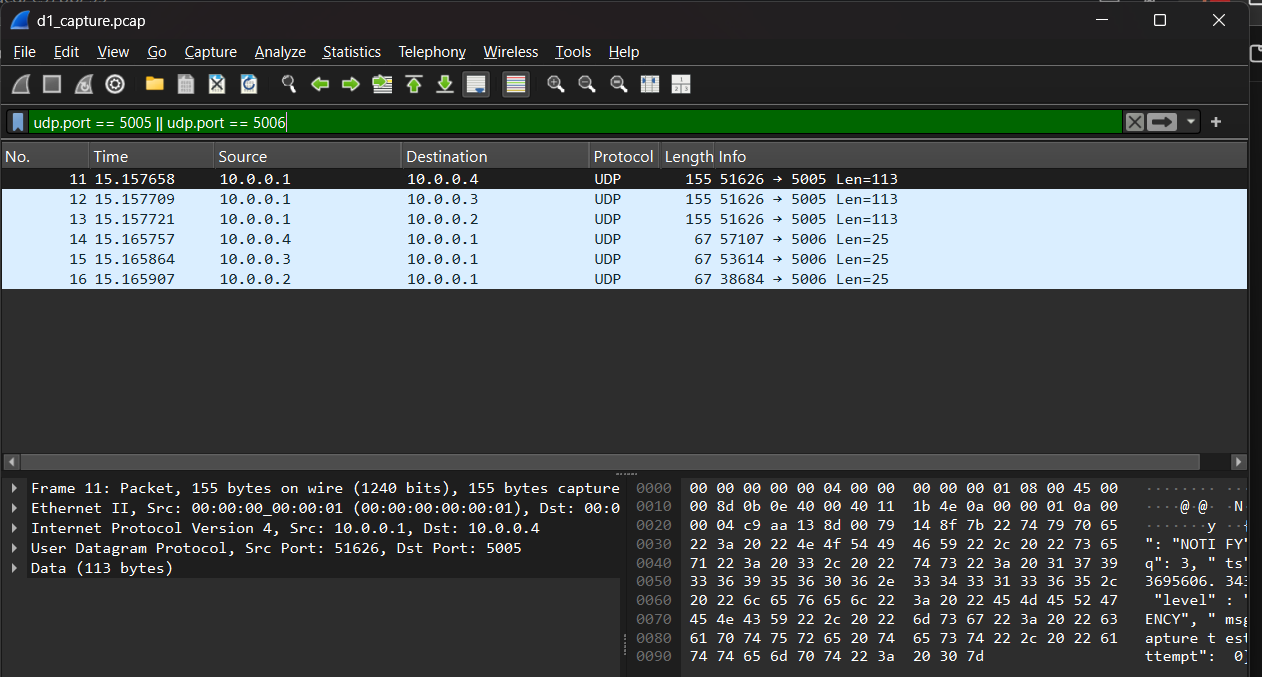 d1_capture.pcap
File Edit View Go Capture Analyze Statistics Telephony Wireless Tools Help
udp.port == 5005 || udp.port == 5006
No. Time Source Destination Protocol Length Info
11 15.157658 10.0.0.1 10.0.0.4 UDP 155 51626 → 5005 Len=113
12 15.157709 10.0.0.1 10.0.0.3 UDP 155 51626 → 5005 Len=113
13 15.157721 10.0.0.1 10.0.0.2 UDP 155 51626 → 5005 Len=113
14 15.165757 10.0.0.4 10.0.0.1 UDP 67 57107 → 5006 Len=25
15 15.165864 10.0.0.3 10.0.0.1 UDP 67 53614 → 5006 Len=25
16 15.165907 10.0.0.2 10.0.0.1 UDP 67 38684 → 5006 Len=25
Frame 11: Packet, 155 bytes on wire (1240 bits), 155 bytes capture
Ethernet II, Src: 00:00:00_00:00:01 (00:00:00:00:00:01), Dst: 00:0
Internet Protocol Version 4, Src: 10.0.0.1, Dst: 10.0.0.4
User Datagram Protocol, Src Port: 51626, Dst Port: 5005
Data (113 bytes)
0000 00 00 00 00 00 04 00 00 00 00 00 01 08 00 45 00 ········ ··
0010 00 8d 0b 0e 40 00 40 11 1b 4e 0a 00 00 01 0a 00 ····@·@· ·N
0020 00 04 c9 aa 13 8d 00 79 14 8f 7b 22 74 79 70 65 ·······y ··{
0030 22 3a 20 22 4e 4f 54 49 46 59 22 2c 20 22 73 65 ": "NOTI FY"
0040 71 22 3a 20 33 2c 20 22 74 73 22 3a 20 31 37 39 q": 3, " ts"
0050 33 36 39 35 36 30 36 2e 33 34 33 31 33 36 35 2c 3695606. 343
0060 20 22 6c 65 76 65 6c 22 3a 20 22 45 4d 45 52 47 "level" : "
0070 45 4e 43 59 22 2c 20 22 6d 73 67 22 3a 20 22 63 ENCY", " msg
0080 61 70 74 75 72 65 20 74 65 73 74 22 2c 20 22 61 apture t est
0090 74 74 65 6d 70 74 22 3a 20 30 7d ttempt": 0}